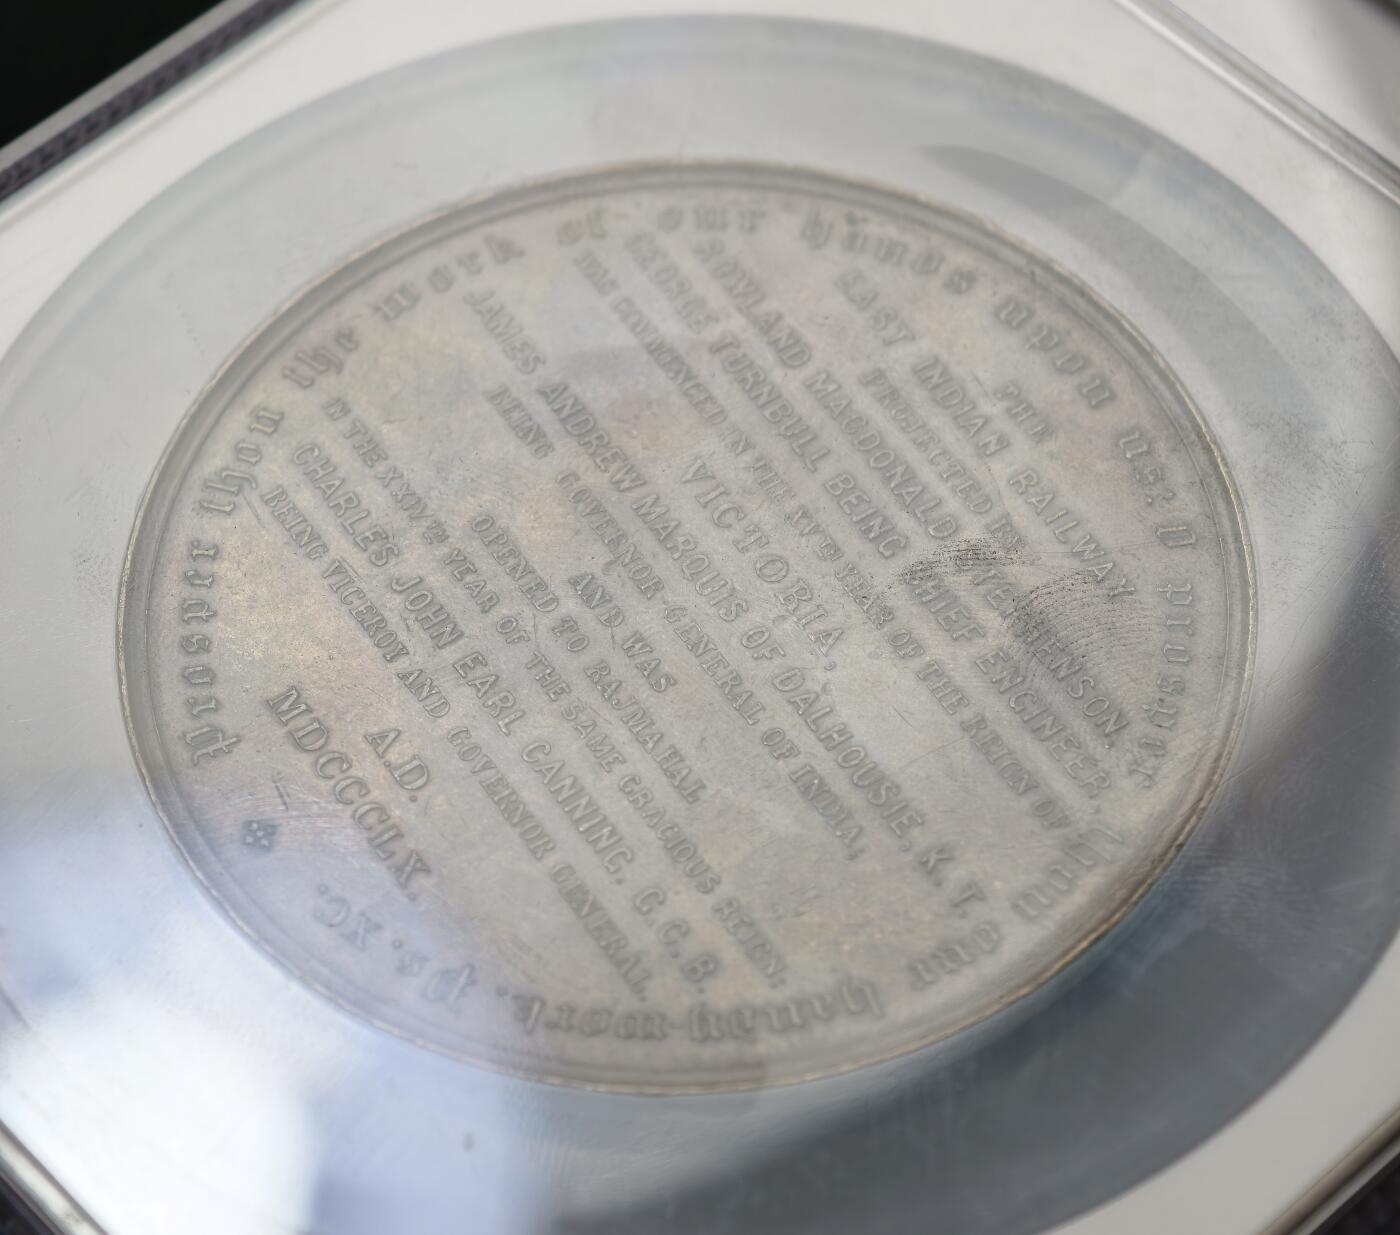 prosper thou the work of our hands upon us: O prosper thou our handy-work. ps. xc.
THE
EAST INDIAN RAILWAY
PROJECTED BY
ROWLAND MACDONALD STEPHENSON
GEORGE TURNBULL BEING CHIEF ENGINEER,
WAS COMMENCED IN THE XVTH YEAR OF THE REIGN OF
VICTORIA,
JAMES ANDREW MARQUIS OF DALHOUSIE, K. T.
BEING GOVERNOR GENERAL OF INDIA,
AND WAS
OPENED TO RAJMAHAL
IN THE XXIVTH YEAR OF THE SAME GRACIOUS REIGN:
CHARLES JOHN EARL CANNING. G. C. B.
BEING VICEROY AND GOVERNOR GENERAL.
A.D.
MDCCCLX.